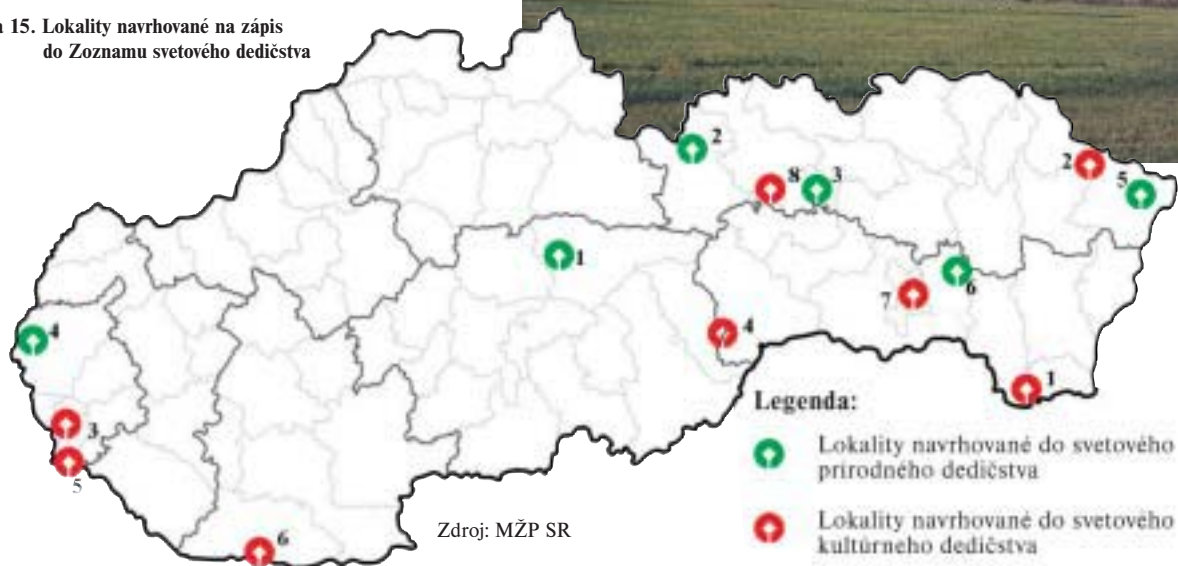 a 15. Lokality navrhované na zápis
do Zoznamu svetového dedičstva
2
2
8
3
5
1
6
7
4
4
1
3
5
6
Legenda:
Lokality navrhované do svetového
prírodného dedičstva
Lokality navrhované do svetového
kultúrneho dedičstva
Zdroj: MŽP SR